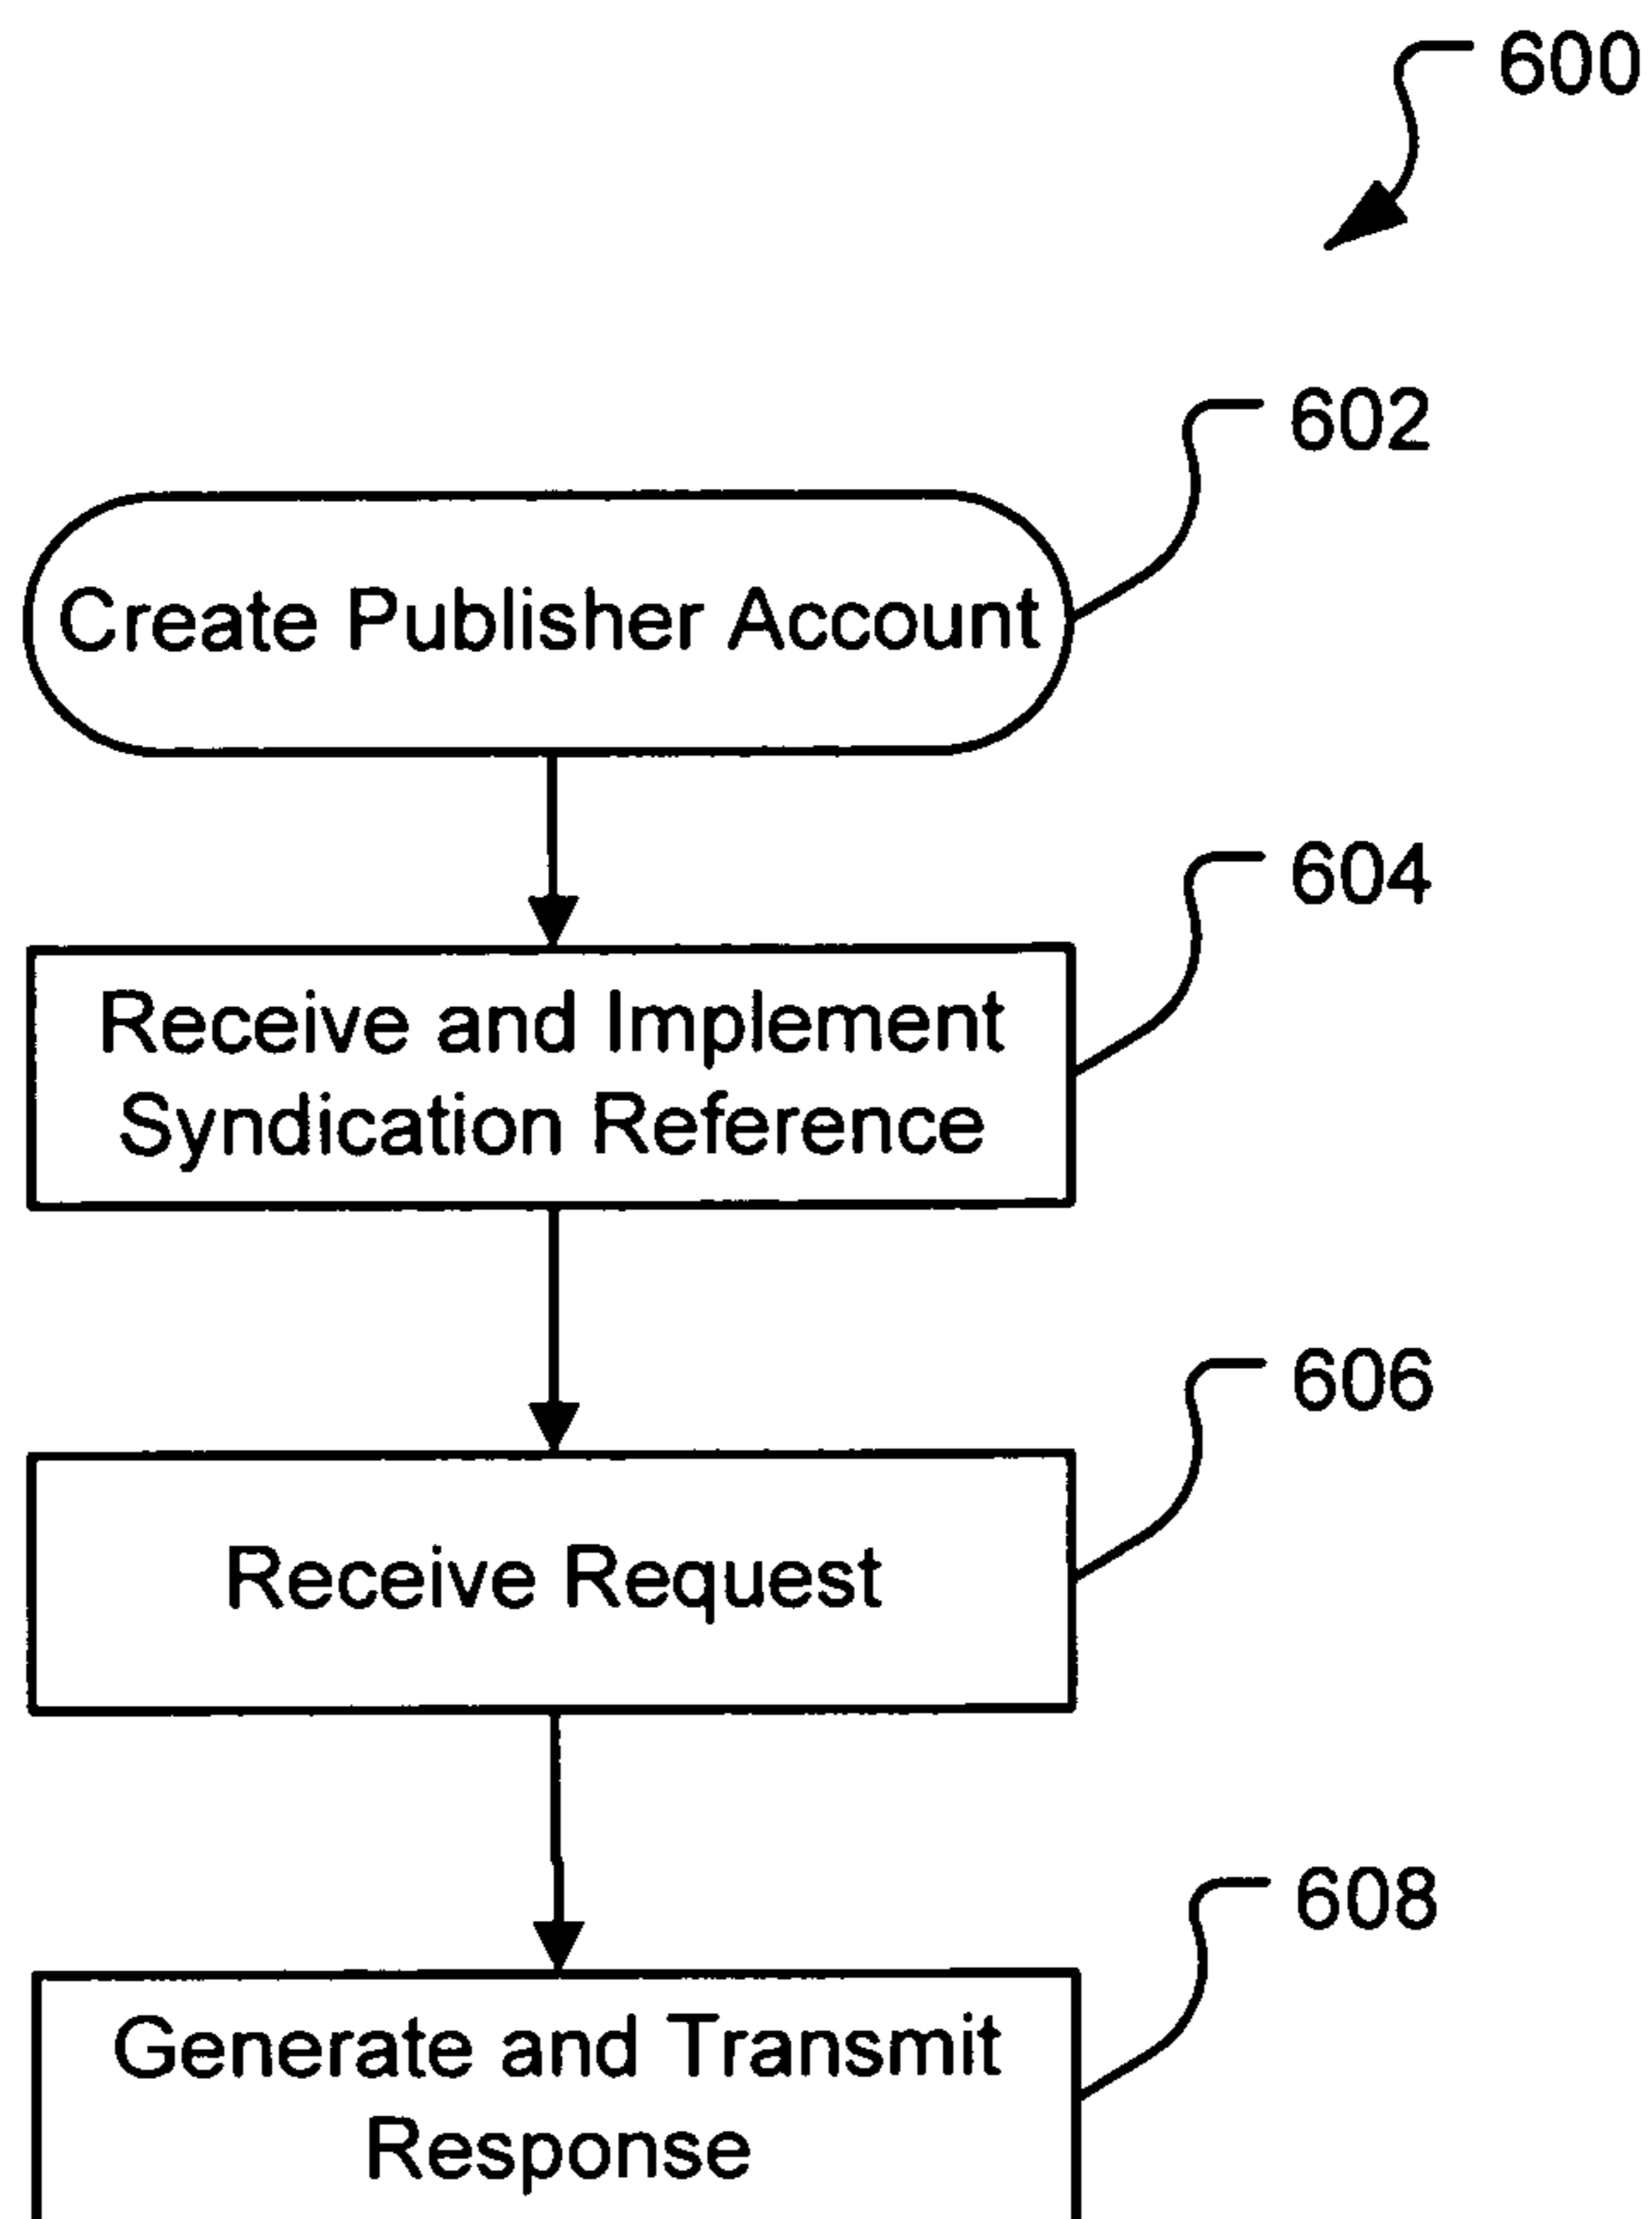 600
602
Create Publisher Account
604
Receive and Implement
Syndication Reference
606
Receive Request
608
Generate and Transmit
Response